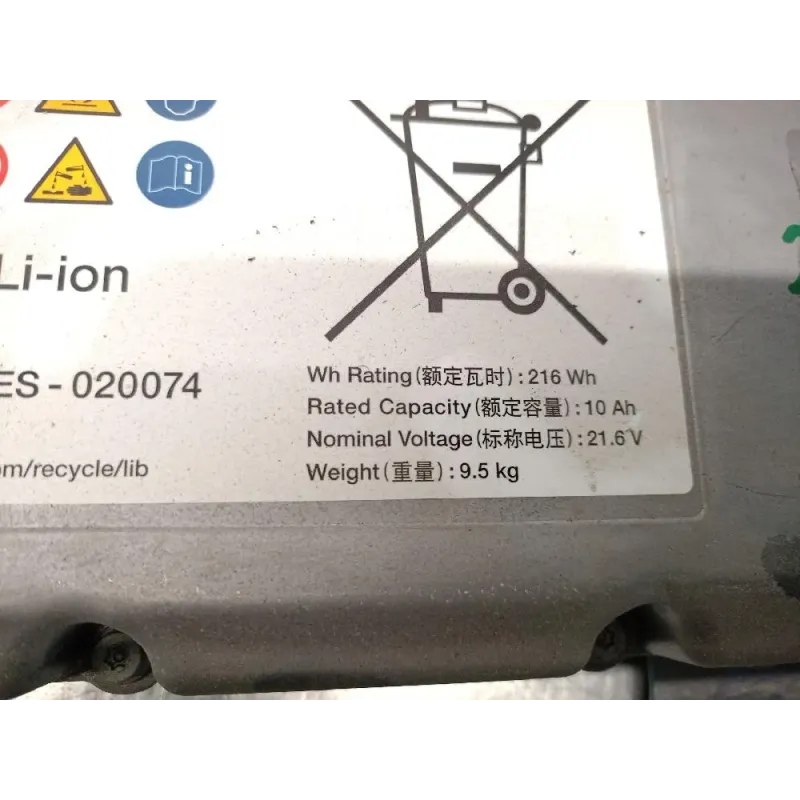 Li-ion
ES - 020074
om/recycle/lib
Wh Rating(额定瓦时) : 216 Wh
Rated Capacity(额定容量) : 10 Ah
Nominal Voltage(标称电压) : 21.6 V
Weight(重量) : 9.5 kg